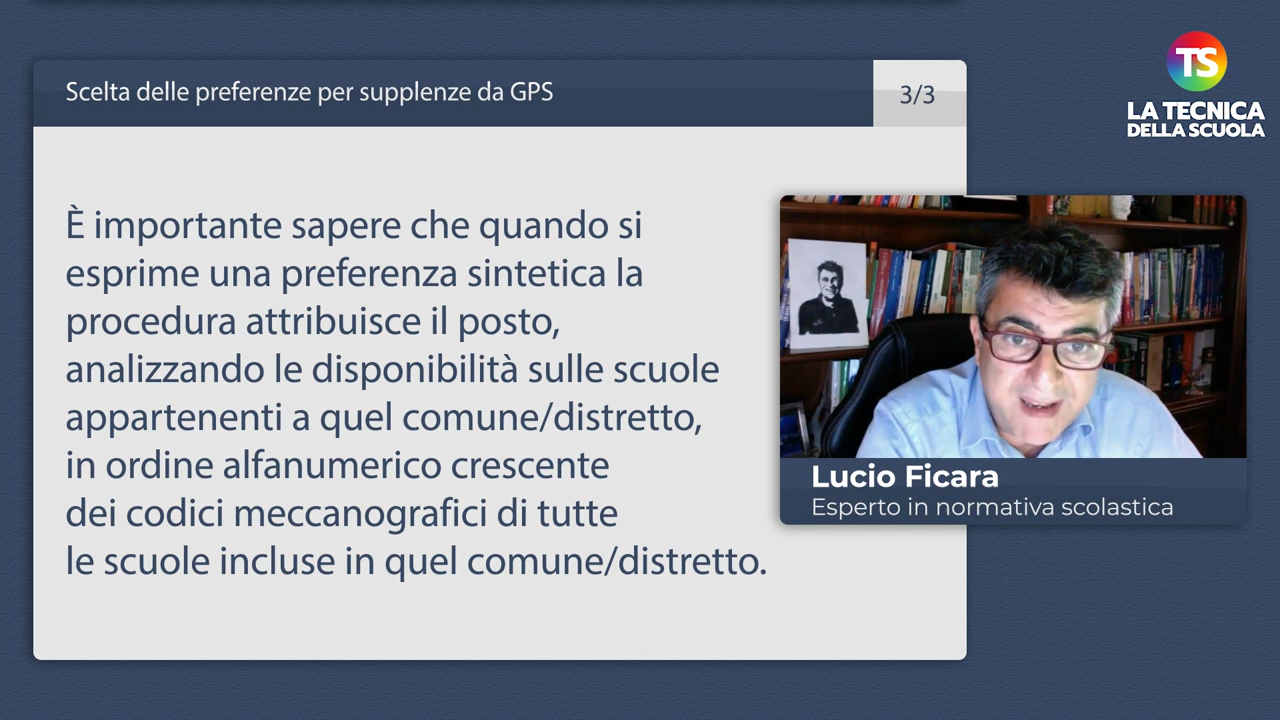 Scelta delle preferenze per supplenze da GPS
3/3
È importante sapere che quando si
esprime una preferenza sintetica la
procedura attribuisce il posto,
analizzando le disponibilità sulle scuole
appartenenti a quel comune/distretto,
in ordine alfanumerico crescente
dei codici meccanografici di tutte
le scuole incluse in quel comune/distretto.
TS
LA TECNICA
DELLA SCUOLA
Lucio Ficara
Esperto in normativa scolastica